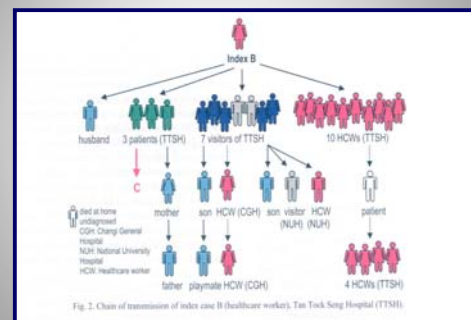 Index B
husband
3 patients (TTSH)
7 visitors of TTSH
10 HCWs (TTSH)
C
died at home
undiagnosed
CGH: Changi General
Hospital
NUH: National University
Hospital
HCW: Healthcare worker
mother
son HCW (CGH)
son visitor HCW
(NUH) (NUH)
patient
father playmate HCW (CGH)
4 HCWs (TTSH)
Fig. 2. Chain of transmission of index case B (healthcare worker), Tan Tock Seng Hospital (TTSH).